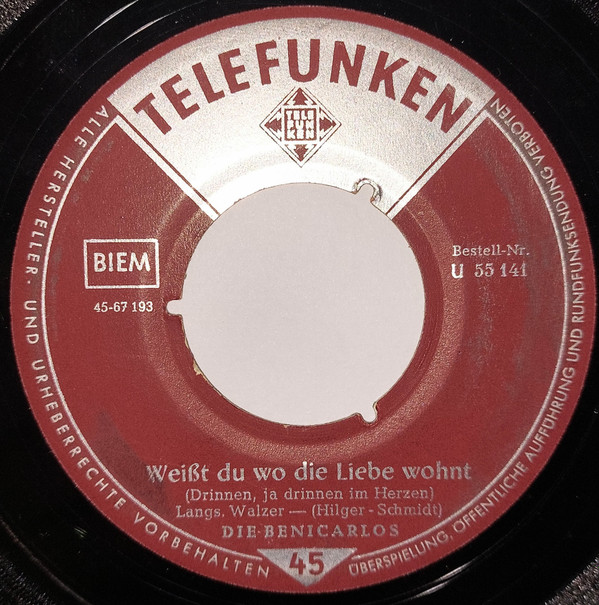 TELEFUNKEN
TELE
FUN
KEN
BIEM
45-67 193
Bestell-Nr.
U 55 141
Weißt du wo die Liebe wohnt
(Drinnen, ja drinnen im Herzen)
Langs. Walzer — (Hilger - Schmidt)
DIE·BENICARLOS
45
ALLE HERSTELLER- UND URHEBERRECHTE VORBEHALTEN
ÜBERSPIELUNG, ÖFFENTLICHE AUFFÜHRUNG UND RUNDFUNKSENDUNG VERBOTEN